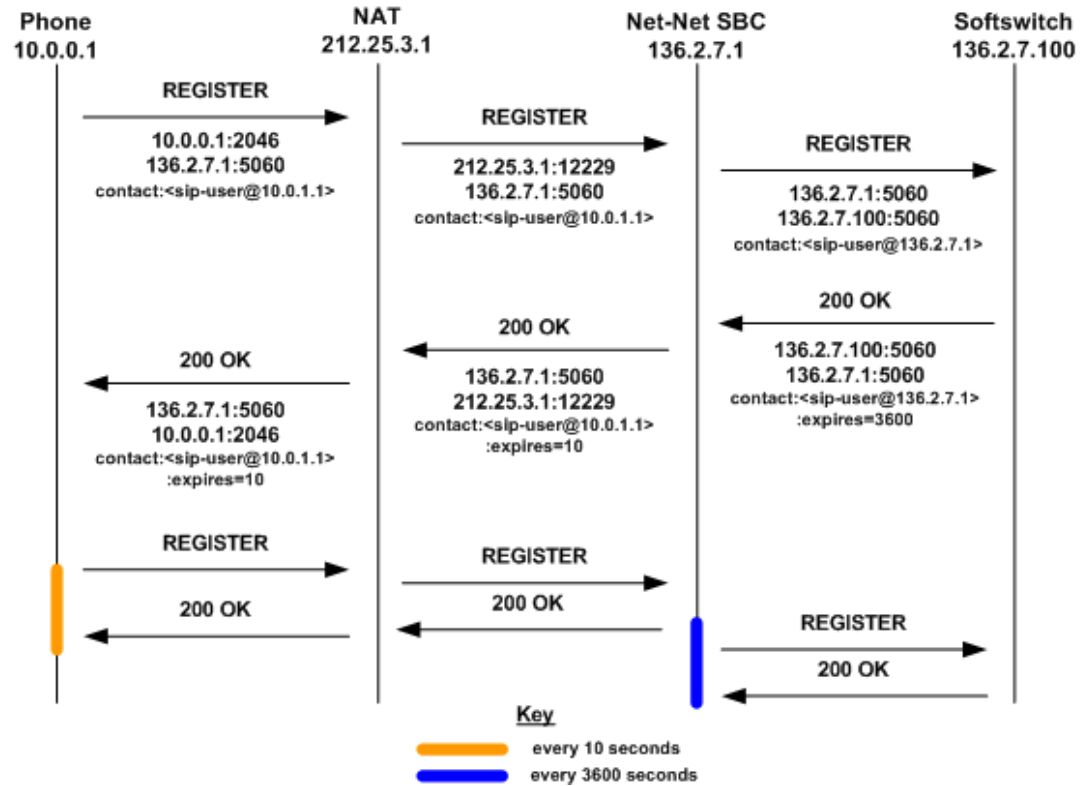 Phone
10.0.0.1
NAT
212.25.3.1
Net-Net SBC
136.2.7.1
Softswitch
136.2.7.100
REGISTER
10.0.0.1:2046
136.2.7.1:5060
contact:<sip-user@10.0.1.1>
REGISTER
212.25.3.1:12229
136.2.7.1:5060
contact:<sip-user@10.0.1.1>
REGISTER
136.2.7.1:5060
136.2.7.100:5060
contact:<sip-user@136.2.7.1>
200 OK
136.2.7.100:5060
136.2.7.1:5060
contact:<sip-user@136.2.7.1>
:expires=3600
200 OK
136.2.7.1:5060
212.25.3.1:12229
contact:<sip-user@10.0.1.1>
:expires=10
200 OK
136.2.7.1:5060
10.0.0.1:2046
contact:<sip-user@10.0.1.1>
:expires=10
REGISTER
200 OK
REGISTER
200 OK
REGISTER
200 OK
Key
every 10 seconds
every 3600 seconds